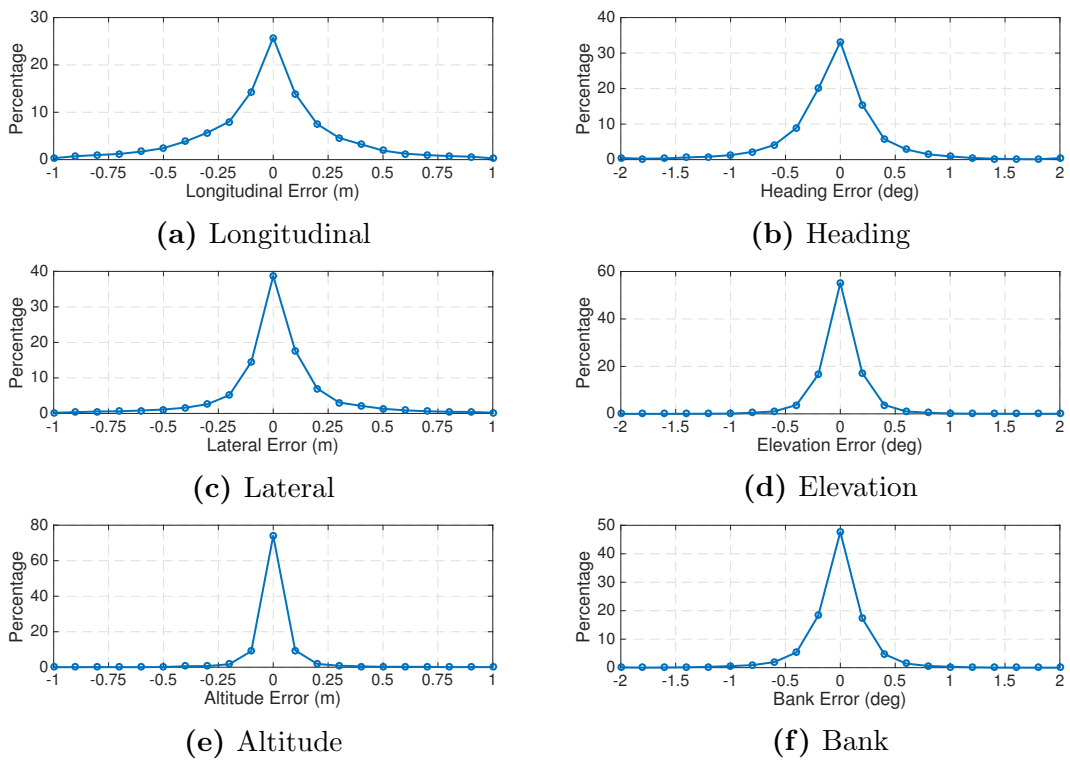 30
20
10
0
Percentage
-1 -0.75 -0.5 -0.25 0 0.25 0.5 0.75 1
Longitudinal Error (m)
(a) Longitudinal
40
30
20
10
0
Percentage
-2 -1.5 -1 -0.5 0 0.5 1 1.5 2
Heading Error (deg)
(b) Heading
40
30
20
10
0
Percentage
-1 -0.75 -0.5 -0.25 0 0.25 0.5 0.75 1
Lateral Error (m)
(c) Lateral
60
40
20
0
Percentage
-2 -1.5 -1 -0.5 0 0.5 1 1.5 2
Elevation Error (deg)
(d) Elevation
80
60
40
20
0
Percentage
-1 -0.75 -0.5 -0.25 0 0.25 0.5 0.75 1
Altitude Error (m)
(e) Altitude
50
40
30
20
10
0
Percentage
-2 -1.5 -1 -0.5 0 0.5 1 1.5 2
Bank Error (deg)
(f) Bank